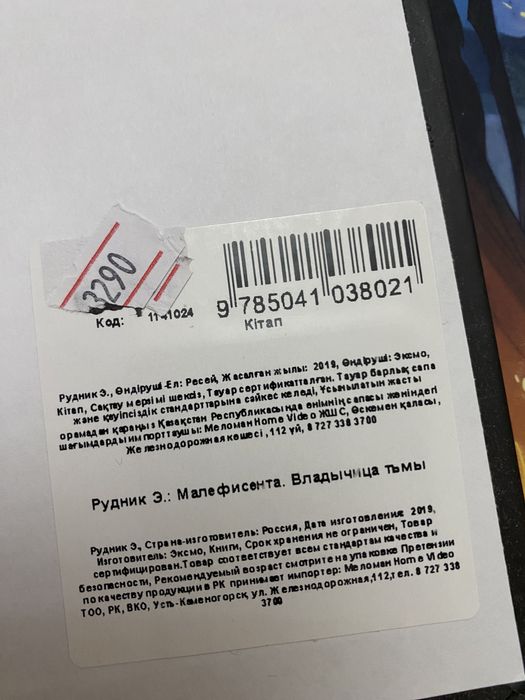 3290
Код:
1141024
9 785041 038021
Кітап
Рудник Э., Өндіруші-Ел: Ресей, Жасалған жылы: 2019, Өндіруші: Эксмо,
Кітап, Сақтау мерзімі шексіз, Тауар сертификатталған. Тауар барлық сапа
және қауіпсіздік стандарттарына сәйкес келеді, Ұсынылатын жасты
орамадан қараңыз Қазақстан Республикасында өнімніңсапасы жөніндегі
шағымдарды импорттаушы: Меломан Home Video ЖШС, Өскемен қаласы,
Железнодорожная көшесі ,112 үй, 8 727 338 3700
Рудник Э.: Малефисента. Владычица тьмы
Рудник Э., Страна-изготовитель: Россия, Дата изготовления: 2019,
Изготовитель: Эксмо, Книги, Срок хранения не ограничен, Товар
сертифицирован.Товар соответствует всем стандартам качества и
безопасности, Рекомендуемый возраст смотрите на упаковке Претензии
по качеству продукции в РК принимает импортер: Меломан Home Video
ТОО, РК, ВКО, Усть-Каменогорск, ул. Железнодорожная,112,тел. 8 727 338
3700